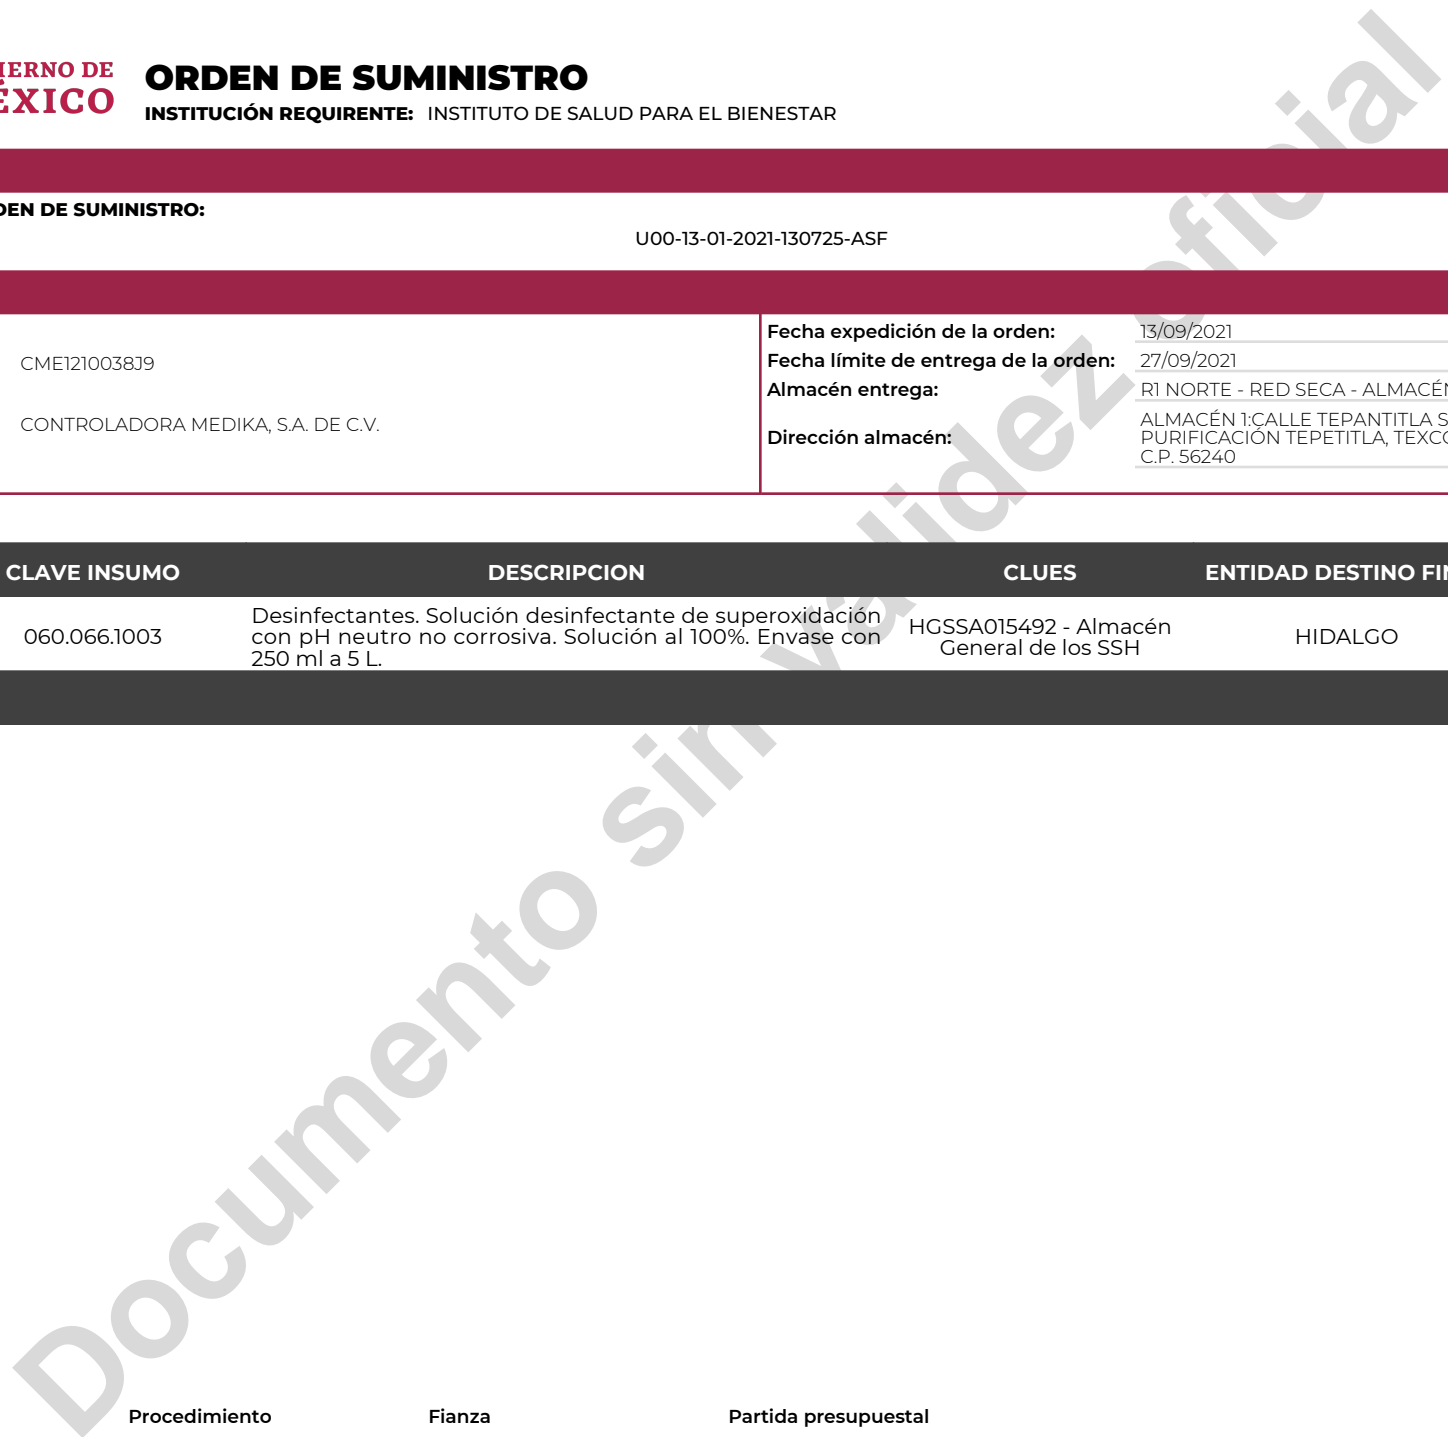 IERNO DE
ÉXICO
ORDEN DE SUMINISTRO
INSTITUCIÓN REQUIRENTE: INSTITUTO DE SALUD PARA EL BIENESTAR
DEN DE SUMINISTRO:
U00-13-01-2021-130725-ASF
CME1210038J9
CONTROLADORA MEDIKA, S.A. DE C.V.
Fecha expedición de la orden: 13/09/2021
Fecha límite de entrega de la orden: 27/09/2021
Almacén entrega: R1 NORTE - RED SECA - ALMACÉN
Dirección almacén: ALMACÉN 1:CALLE TEPANTITLA S
PURIFICACIÓN TEPETITLA, TEXCO
C.P. 56240
CLAVE INSUMO DESCRIPCION CLUES ENTIDAD DESTINO FIN
060.066.1003
Desinfectantes. Solución desinfectante de superoxidación
con pH neutro no corrosiva. Solución al 100%. Envase con
250 ml a 5 L.
HGSSA015492 - Almacén
General de los SSH
HIDALGO
Documento sin validez oficial
Procedimiento Fianza Partida presupuestal